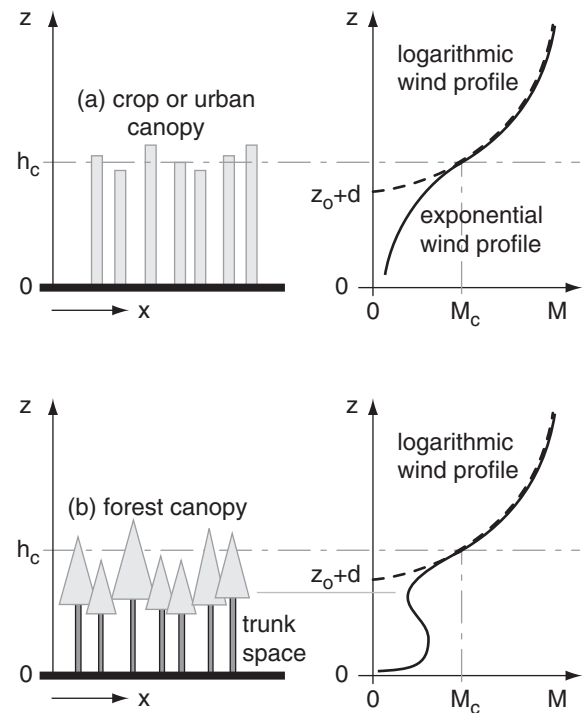 z
(a) crop or urban
canopy
h_c
0
x
z
logarithmic
wind profile
z_o+d
exponential
wind profile
0
0
M_c
M
z
(b) forest canopy
h_c
trunk
space
0
x
z
logarithmic
wind profile
z_o+d
0
0
M_c
M